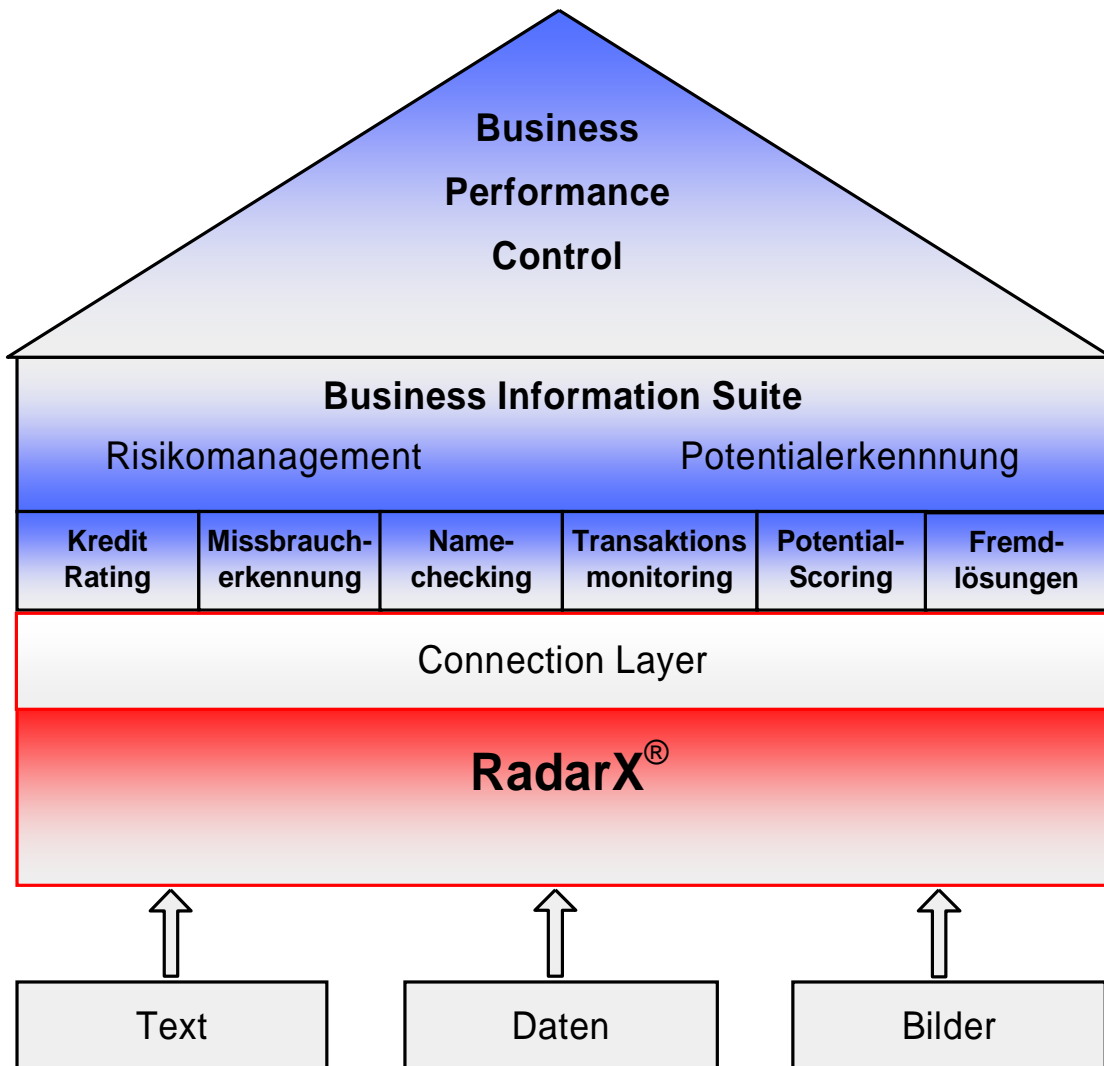 Business
Performance
Control
Business Information Suite
Risikomanagement Potentialerkennnung
Kredit
Rating
Missbrauch-
erkennung
Name-
checking
Transaktions
monitoring
Potential-
Scoring
Fremd-
lösungen
Connection Layer
RadarX®
Text Daten Bilder